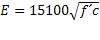 E = 15100√f´c